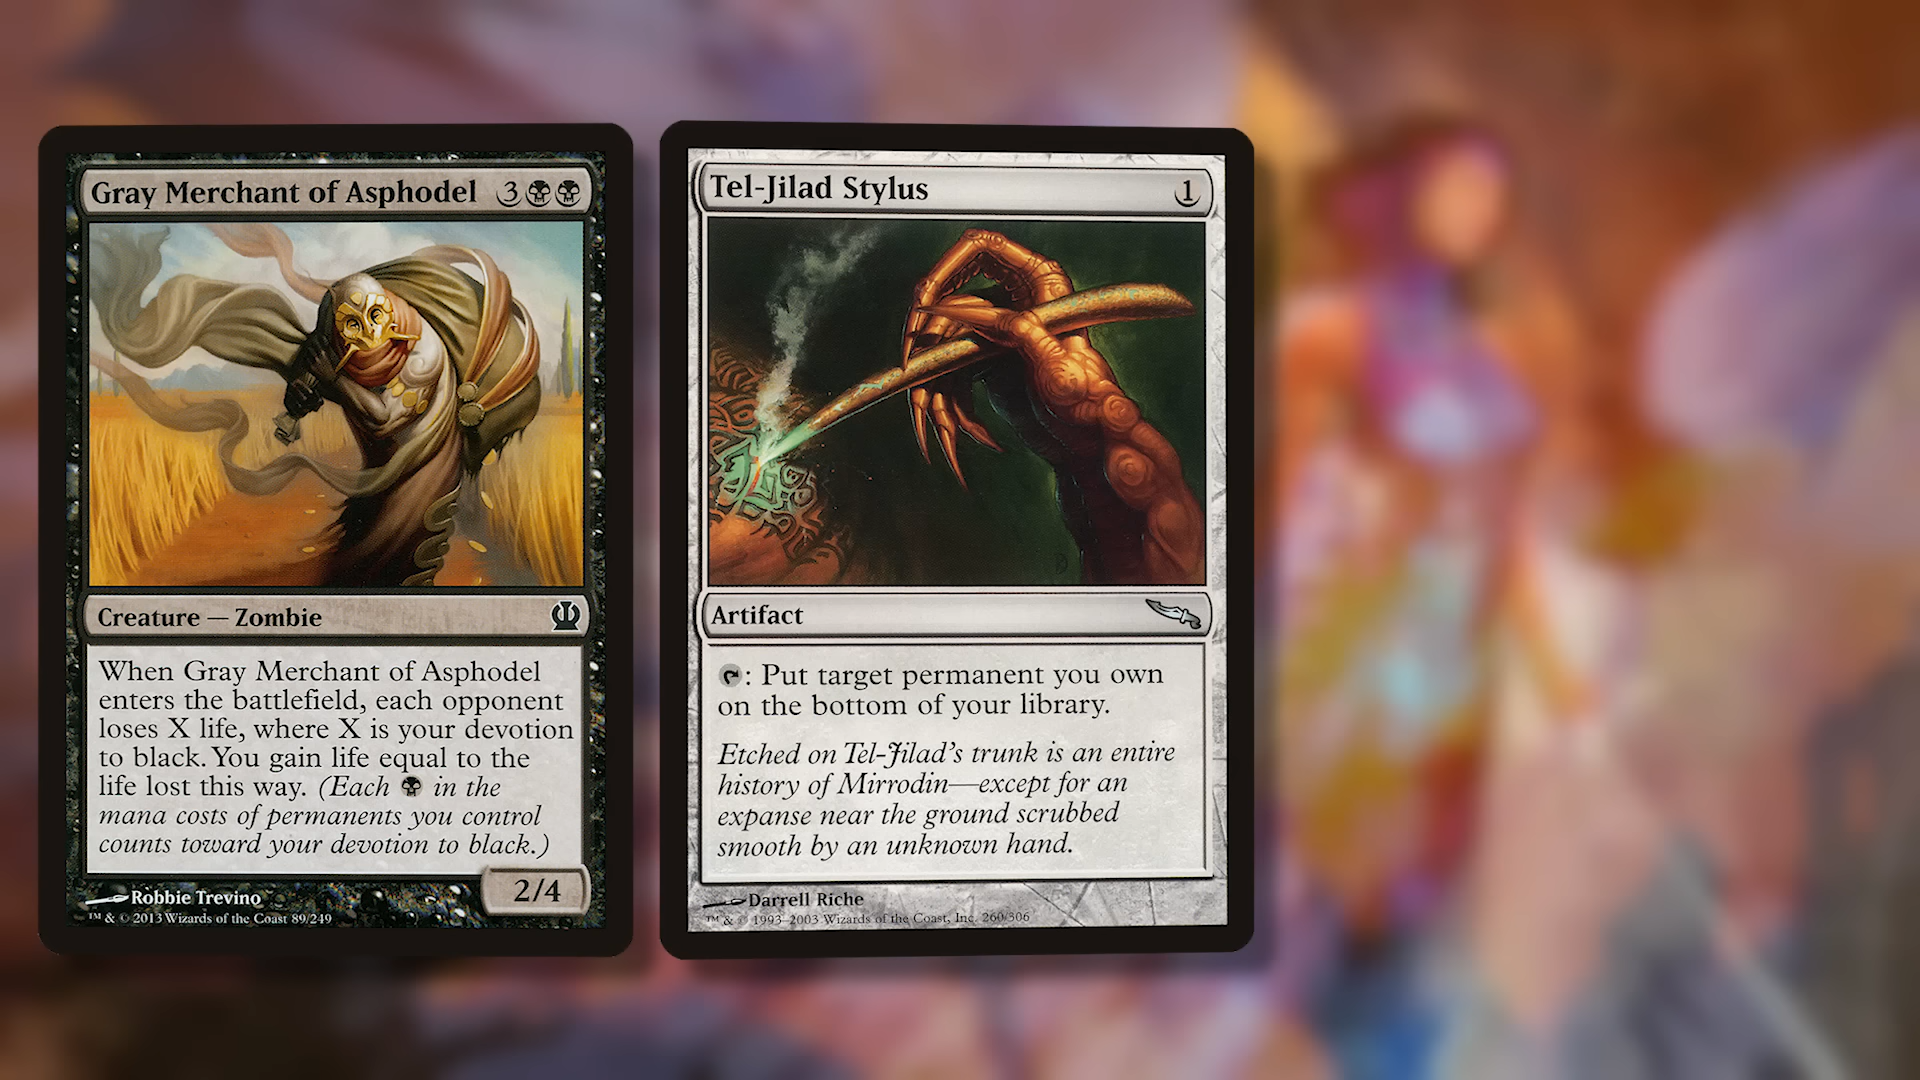 Gray Merchant of Asphodel 3
Creature — Zombie
When Gray Merchant of Asphodel
enters the battlefield, each opponent
loses X life, where X is your devotion
to black. You gain life equal to the
life lost this way. (Each in the
mana costs of permanents you control
counts toward your devotion to black.)
2/4
Robbie Trevino
™ & © 2013 Wizards of the Coast 89/249
Tel-Jilad Stylus 1
Artifact
: Put target permanent you own
on the bottom of your library.
Etched on Tel-Jilad’s trunk is an entire
history of Mirrodin—except for an
expanse near the ground scrubbed
smooth by an unknown hand.
Darrell Riche
™ & © 1993–2003 Wizards of the Coast, Inc. 260/306